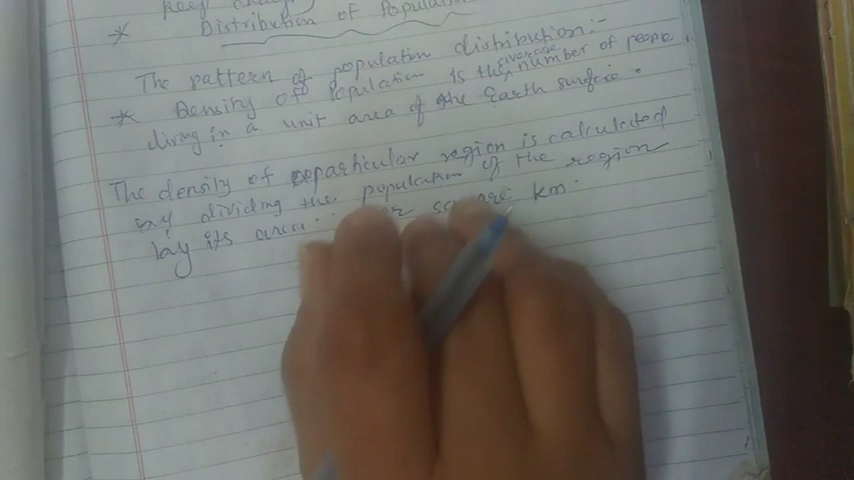 * Distribution of Popula
The pattern of populatin distribution:-
* Density of Population is the average number of people
living in a unit area of the Earth surface.
The density of particular region is calculated
by dividing the population of the region
by its area. square km.